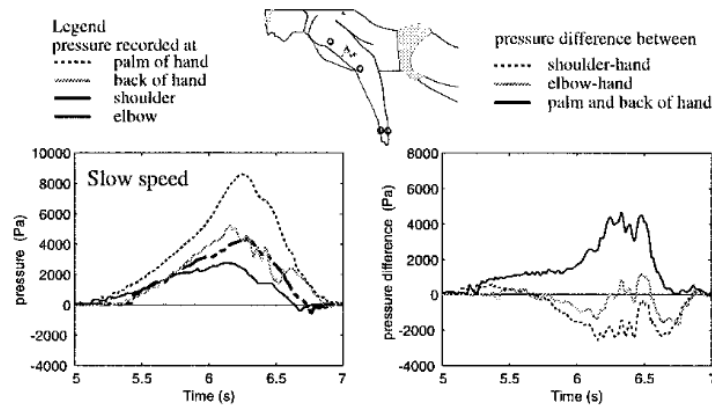 Legend
pressure recorded at
palm of hand
back of hand
shoulder
elbow
pressure difference between
shoulder-hand
elbow-hand
palm and back of hand
Slow speed
pressure (Pa)
10000
8000
6000
4000
2000
0
-2000
-4000
5 5.5 6 6.5 7
Time (s)
pressure difference (Pa)
8000
6000
4000
2000
0
-2000
-4000
5 5.5 6 6.5 7
Time (s)